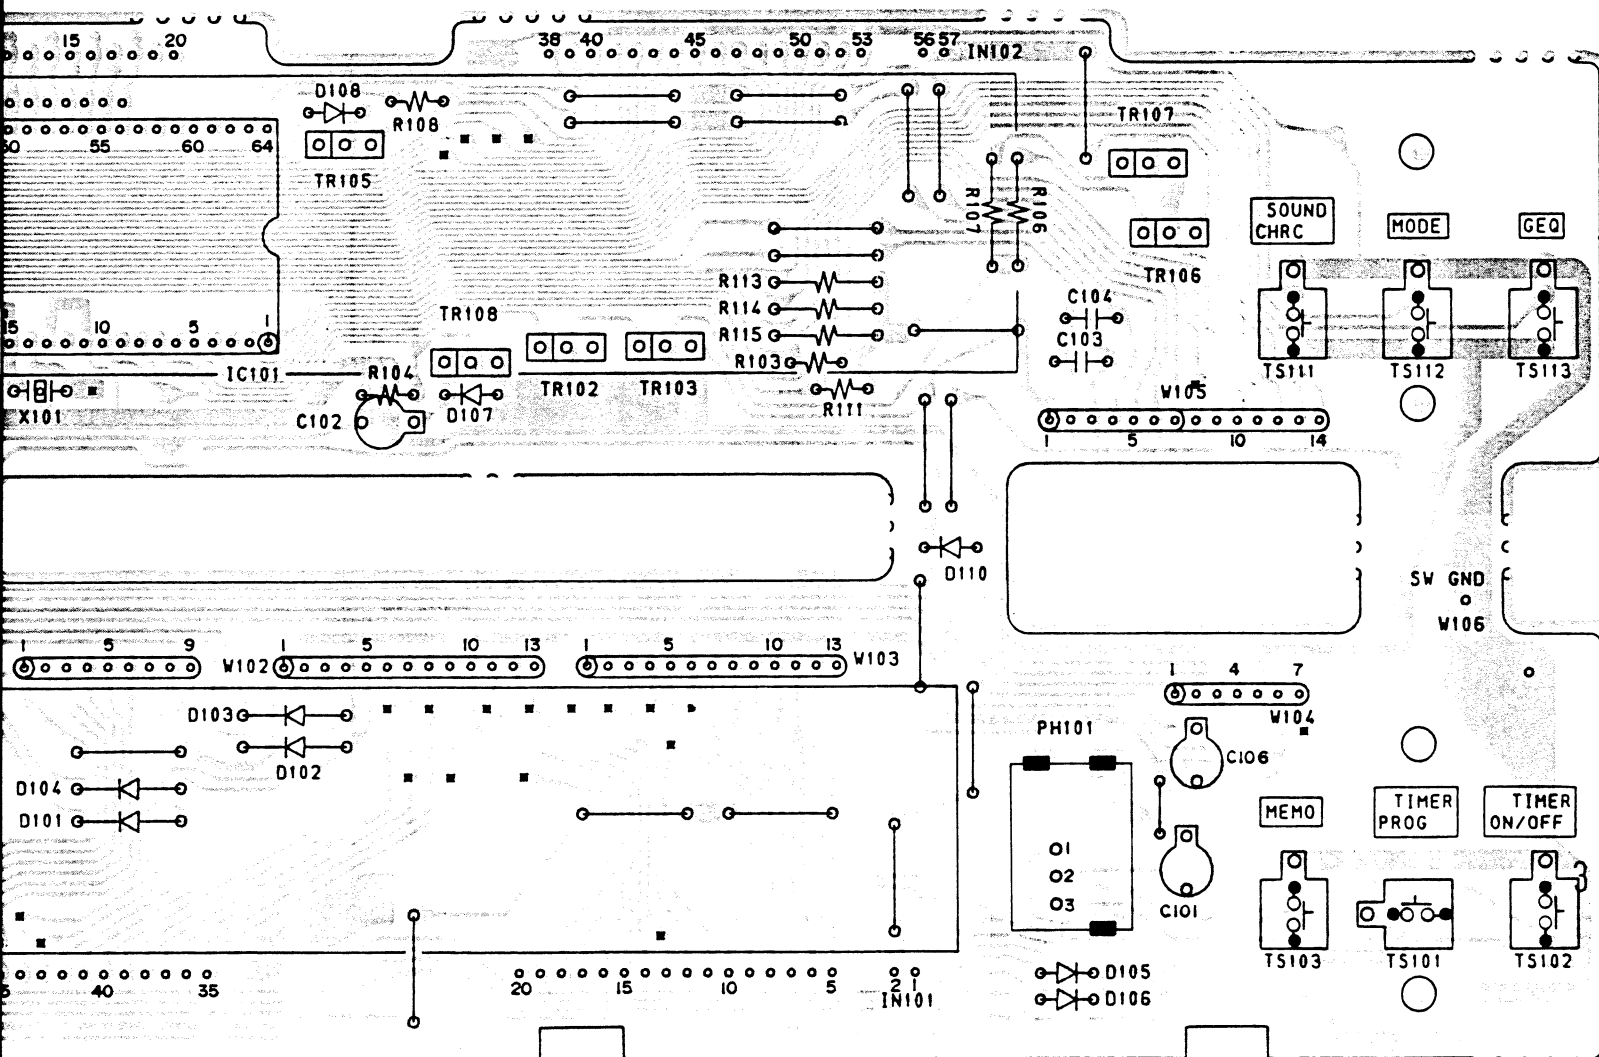 15 20 38 40 45 50 53 56 57 IN102
D108
R108
TR107
50 55 60 64
TR105
R107 R106
SOUND CHRC
MODE
GEQ
TR106
R113
R114
R115
R103
R111
C104
C103
TR108
15 10 5 1
IC101
R104
TR102
TR103
TS111
TS112
TS113
X101
C102
D107
W105
1 5 10 14
D110
SW GND
W106
1 5 9
W102
1 5 10 13
1 5 10 13
W103
1 4 7
W104
D103
D102
D104
D101
PH101
C106
MEMO
TIMER PROG
TIMER ON/OFF
1
2
3
C101
TS103
TS101
TS102
D105
D106
40 35 20 15 10 5 2 1
IN101